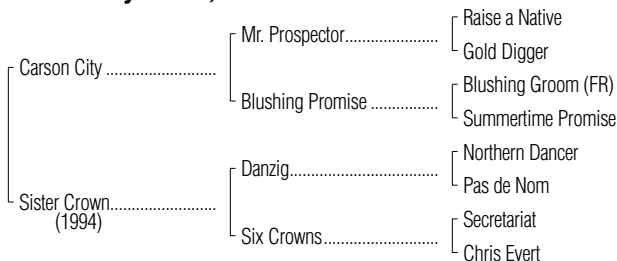 Raise a Native
Mr. Prospector....................
Gold Digger
Carson City .......................
Blushing Groom (FR)
Blushing Promise ...............
Summertime Promise
Northern Dancer
Danzig................................
Pas de Nom
Sister Crown......................
(1994)
Secretariat
Six Crowns.........................
Chris Evert